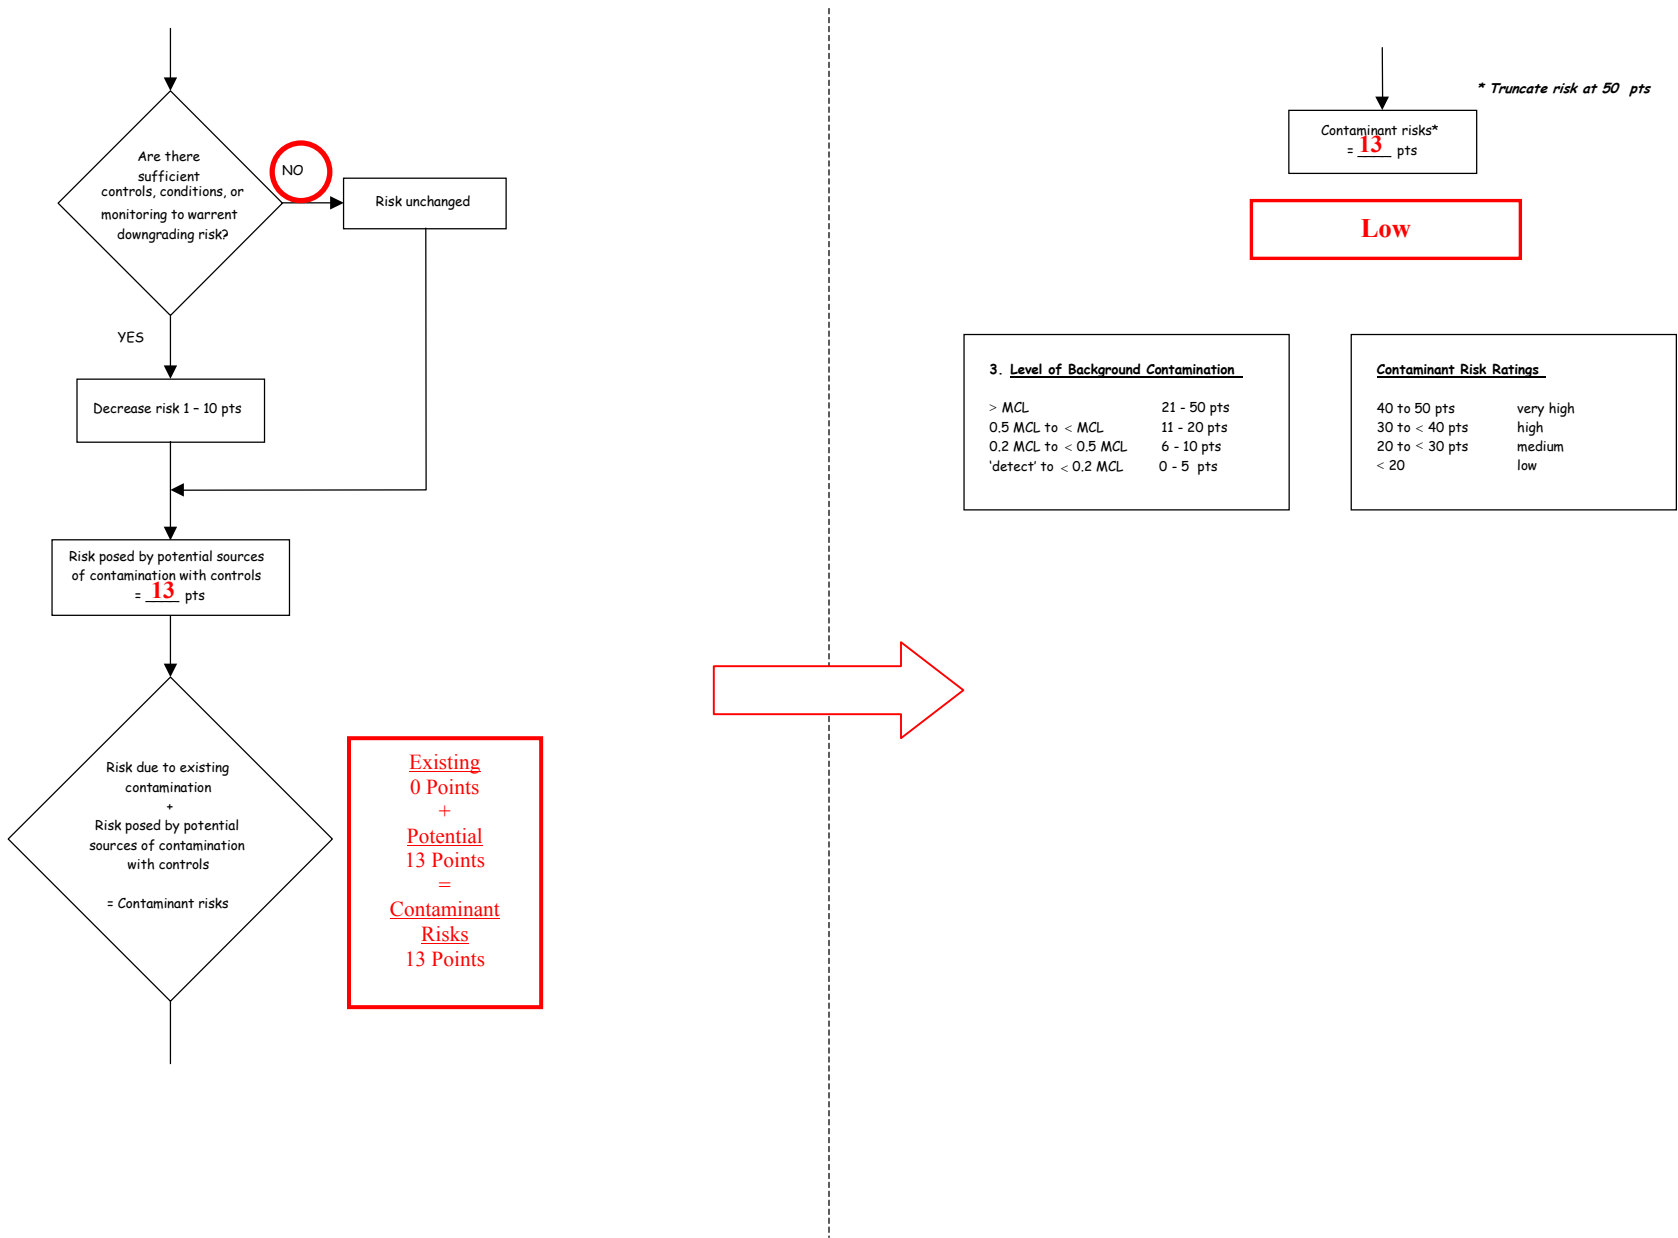 Are there
sufficient
controls, conditions, or
monitoring to warrent
downgrading risk?
NO
Risk unchanged
YES
Decrease risk 1 – 10 pts
Risk posed by potential sources
of contamination with controls
= 13 pts
Risk due to existing
contamination
+
Risk posed by potential
sources of contamination
with controls
= Contaminant risks
Existing
0 Points
+
Potential
13 Points
=
Contaminant
Risks
13 Points
* Truncate risk at 50 pts
Contaminant risks*
= 13 pts
Low
3. Level of Background Contamination
> MCL 21 - 50 pts
0.5 MCL to < MCL 11 - 20 pts
0.2 MCL to < 0.5 MCL 6 - 10 pts
‘detect’ to < 0.2 MCL 0 - 5 pts
Contaminant Risk Ratings
40 to 50 pts very high
30 to < 40 pts high
20 to < 30 pts medium
< 20 low